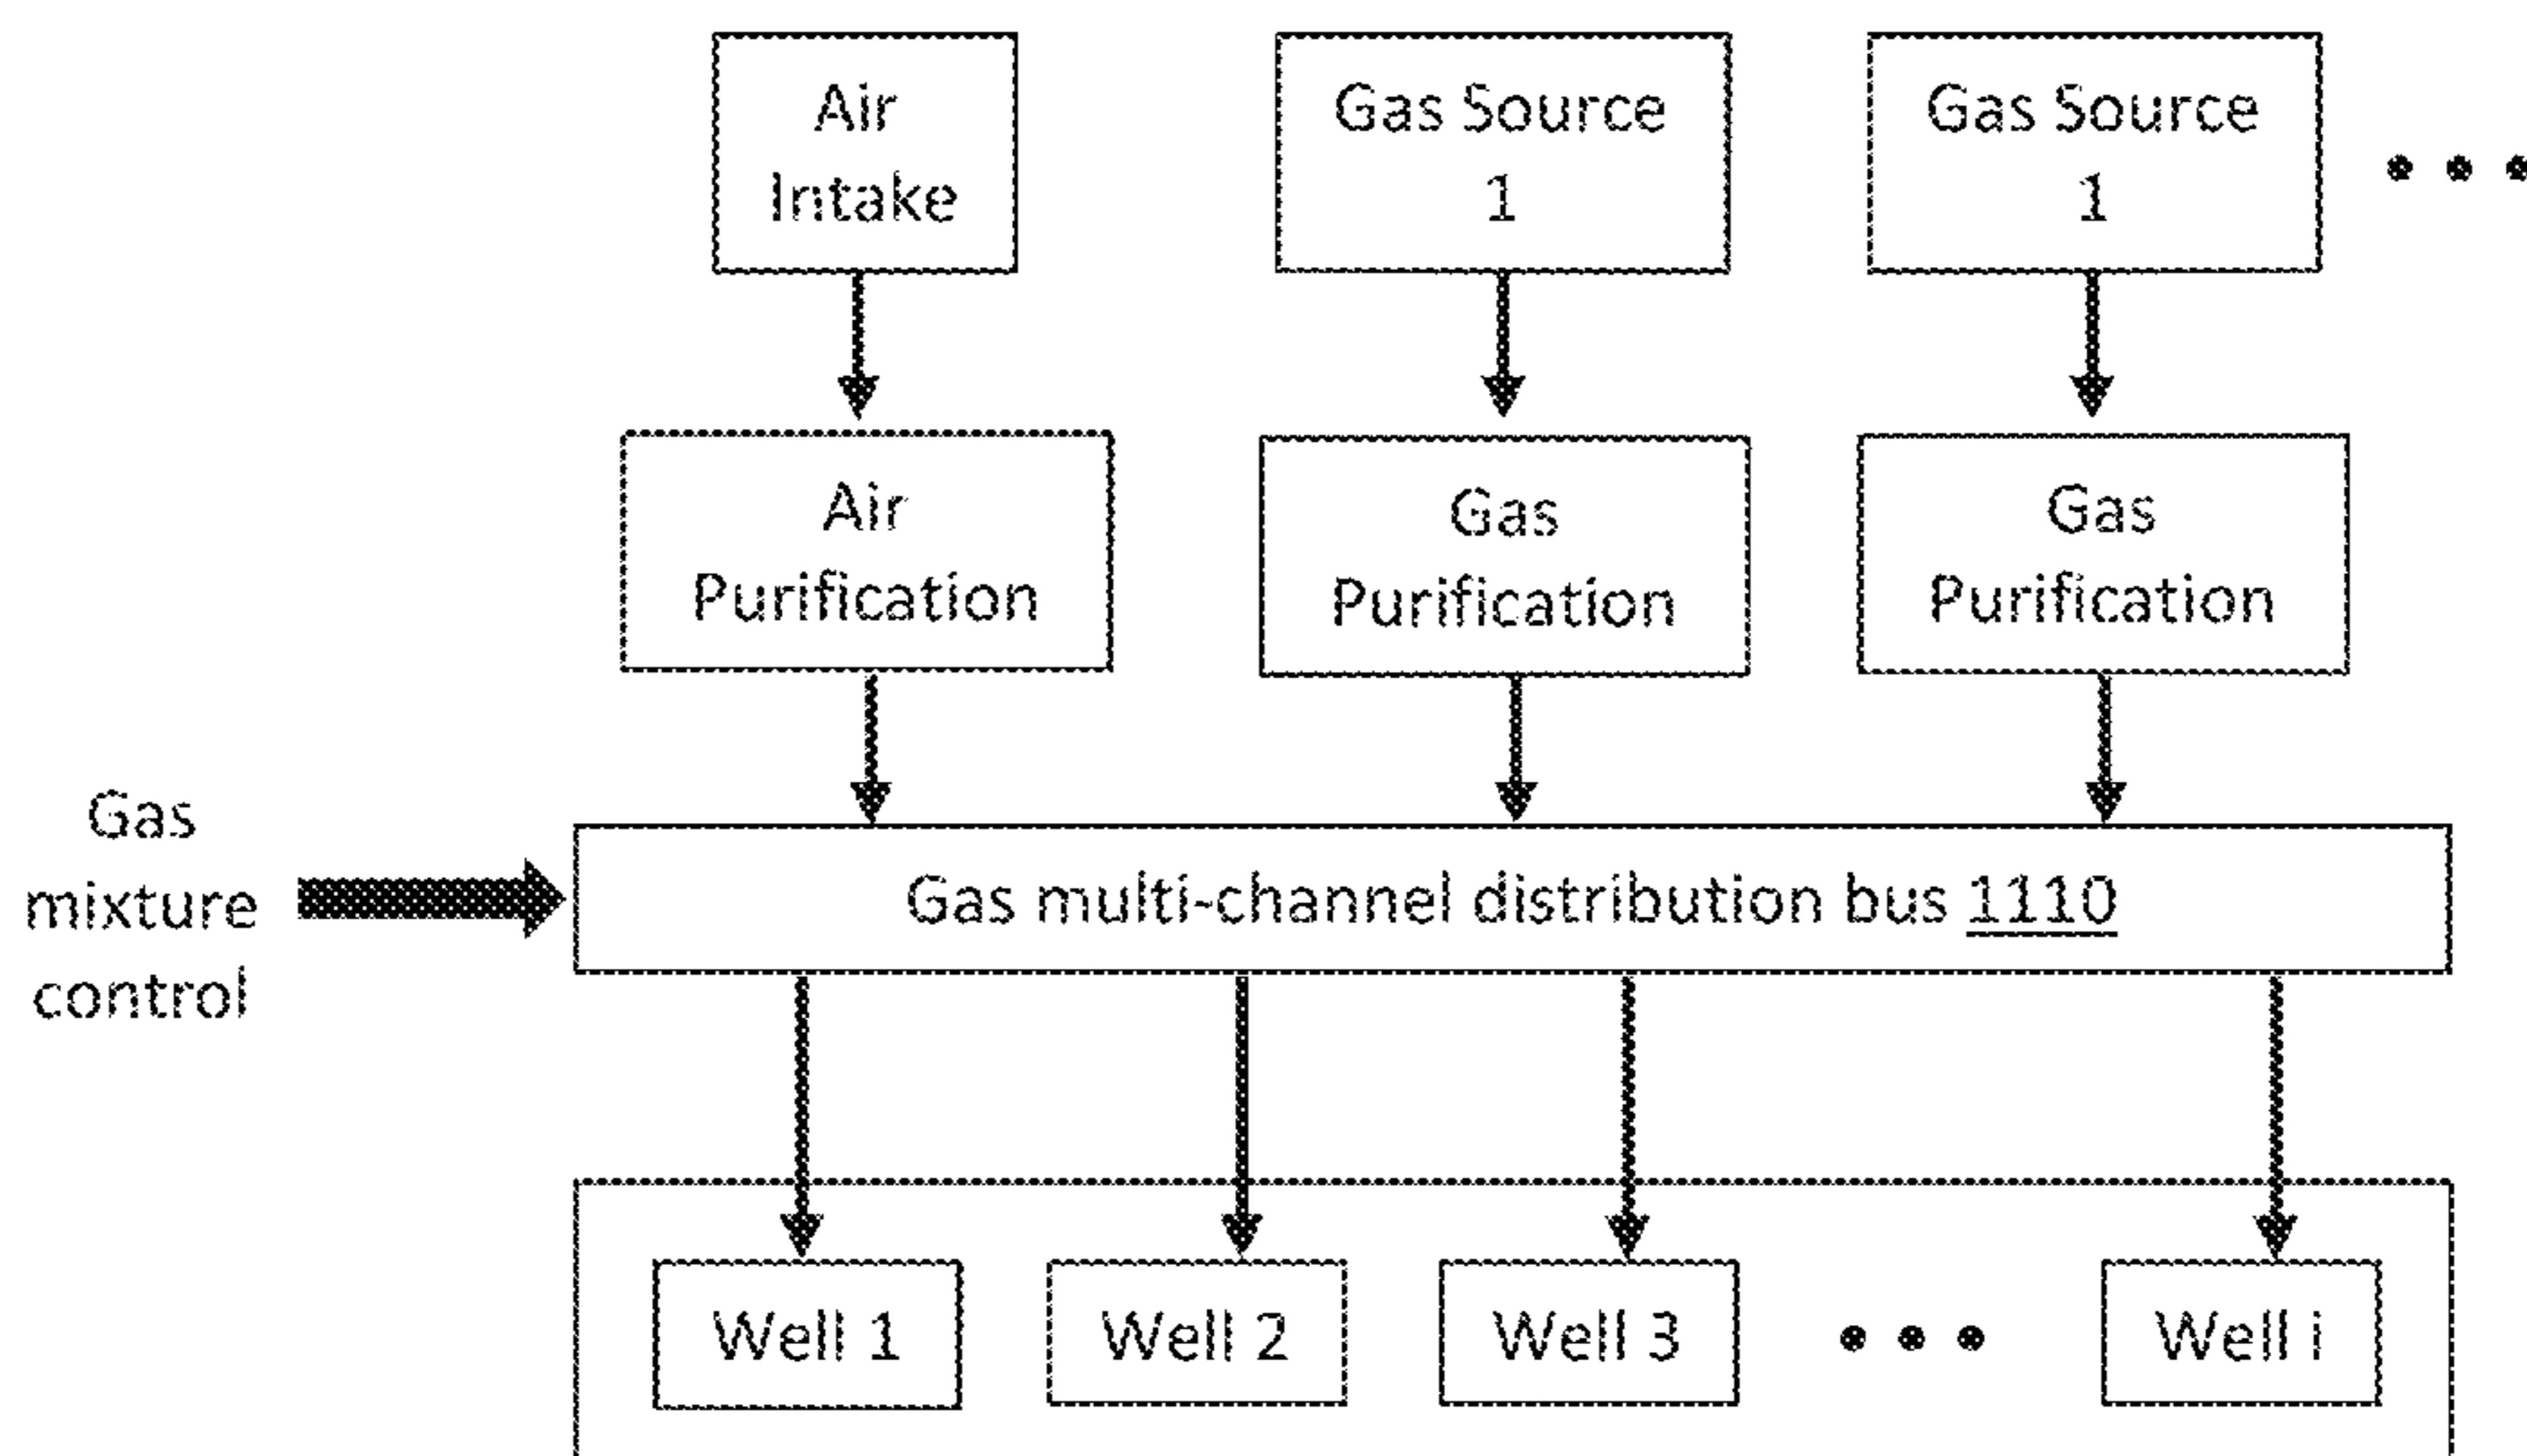 Air
Intake
Gas Source
1
Gas Source
1
Air
Purification
Gas
Purification
Gas
Purification
Gas
mixture
control
Gas multi-channel distribution bus 1110
Well 1
Well 2
Well 3
Well i